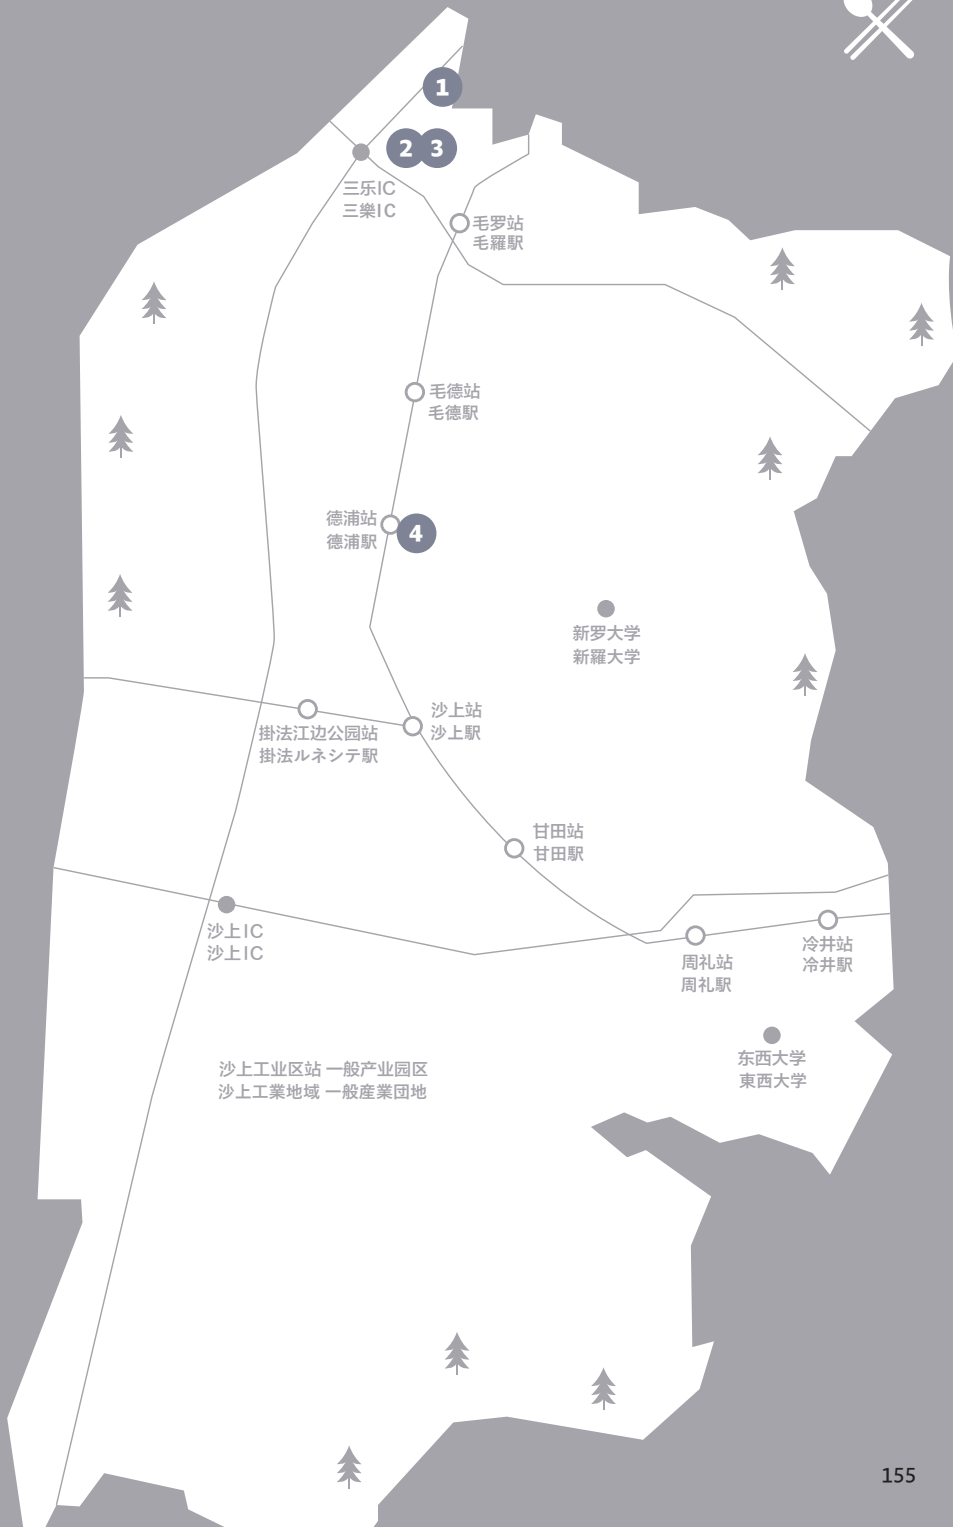 1
2 3
三乐IC
三樂IC
毛罗站
毛羅駅
毛德站
毛德駅
德浦站
德浦駅
4
新罗大学
新羅大学
沙上站
沙上駅
掛法江边公园站
掛法ルネシテ駅
甘田站
甘田駅
沙上IC
沙上IC
周礼站
周礼駅
冷井站
冷井駅
东西大学
東西大学
沙上工业区站 一般产业园区
沙上工業地域 一般産業団地
155